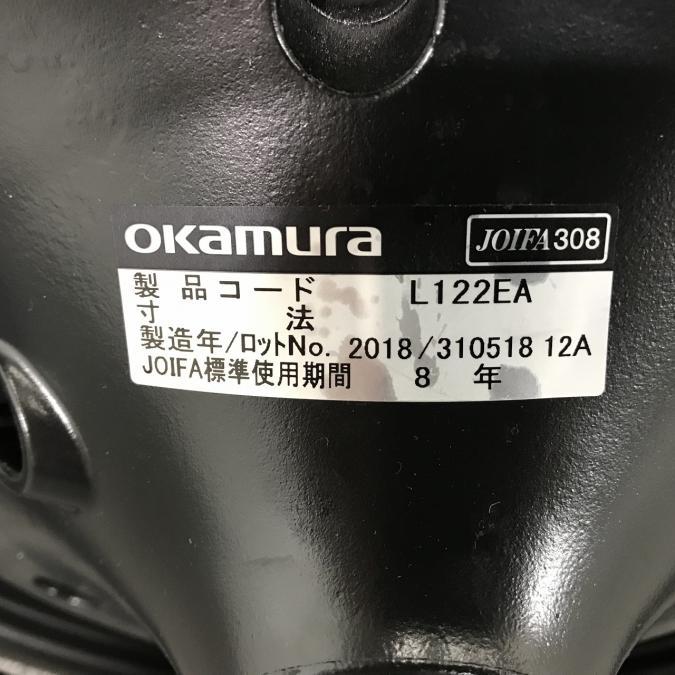 okamura JOIFA308
製品コード L122EA
寸法
製造年/ロットNo. 2018/310518 12A
JOIFA標準使用期間 8 年